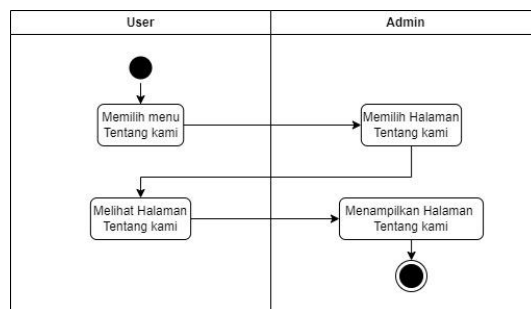 User
Admin
Memilih menu
Tentang kami
Memilih Halaman
Tentang kami
Melihat Halaman
Tentang kami
Menampilkan Halaman
Tentang kami